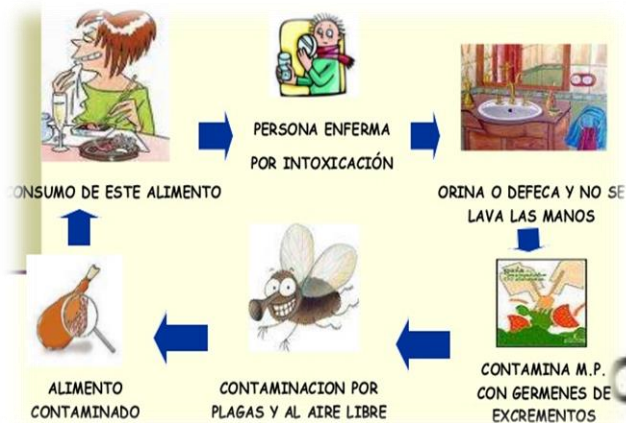 PERSONA ENFERMA
POR INTOXICACIÓN
CONSUMO DE ESTE ALIMENTO
ORINA O DEFECA Y NO SE
LAVA LAS MANOS
ALIMENTO
CONTAMINADO
CONTAMINACION POR
PLAGAS Y AL AIRE LIBRE
CONTAMINA M.P.
CON GERMENES DE
EXCREMENTOS